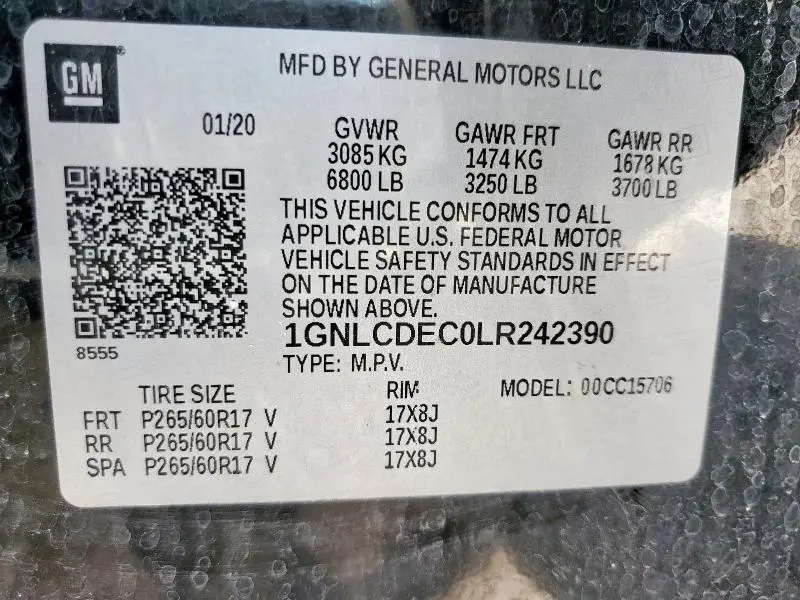 GM
MFD BY GENERAL MOTORS LLC
01/20
GVWR GAWR FRT GAWR RR
3085 KG 1474 KG 1678 KG
6800 LB 3250 LB 3700 LB
THIS VEHICLE CONFORMS TO ALL
APPLICABLE U.S. FEDERAL MOTOR
VEHICLE SAFETY STANDARDS IN EFFECT
ON THE DATE OF MANUFACTURE
SHOWN ABOVE.
8555
1GNLCDEC0LR242390
TYPE: M.P.V.
TIRE SIZE RIM MODEL: 00CC15706
FRT P265/60R17 V 17X8J
RR P265/60R17 V 17X8J
SPA P265/60R17 V 17X8J